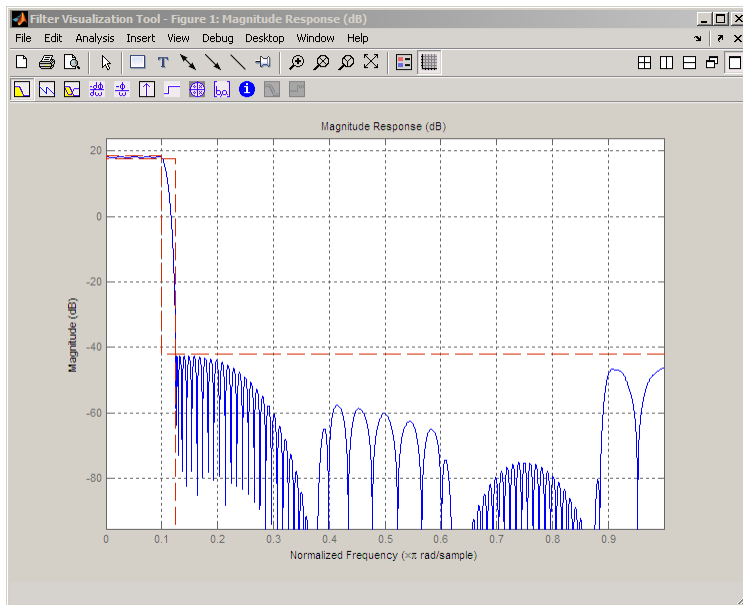 Filter Visualization Tool - Figure 1: Magnitude Response (dB)
File Edit Analysis Insert View Debug Desktop Window Help
Magnitude Response (dB)
20
0
-20
-40
-60
-80
Magnitude (dB)
0 0.1 0.2 0.3 0.4 0.5 0.6 0.7 0.8 0.9
Normalized Frequency (×π rad/sample)